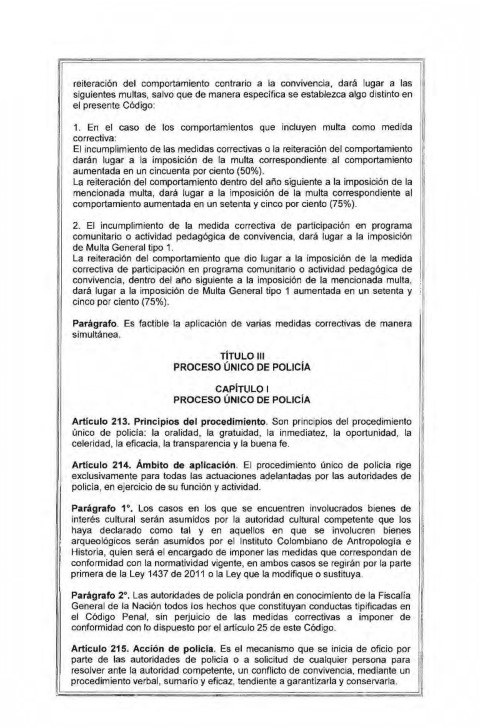 reiteración del comportamiento contrario a la convivencia, dará lugar a las
siguientes multas, salvo que de manera específica se establezca algo distinto en
el presente Código:
1. En el caso de los comportamientos que incluyen multa como medida
correctiva:
El incumplimiento de las medidas correctivas o la reiteración del comportamiento
darán lugar a la imposición de la multa correspondiente al comportamiento
aumentada en un cincuenta por ciento (50%).
La reiteración del comportamiento dentro del año siguiente a la imposición de la
mencionada multa, dará lugar a la imposición de la multa correspondiente al
comportamiento aumentada en un setenta y cinco por ciento (75%).
2. El incumplimiento de la medida correctiva de participación en programa
comunitario o actividad pedagógica de convivencia, dará lugar a la imposición
de Multa General tipo 1.
La reiteración del comportamiento que dio lugar a la imposición de la medida
correctiva de participación en programa comunitario o actividad pedagógica de
convivencia, dentro del año siguiente a la imposición de la mencionada multa,
dará lugar a la imposición de Multa General tipo 1 aumentada en un setenta y
cinco por ciento (75%).
Parágrafo. Es factible la aplicación de varias medidas correctivas de manera
simultánea.
TÍTULO III
PROCESO ÚNICO DE POLICÍA
CAPÍTULO I
PROCESO ÚNICO DE POLICÍA
Artículo 213. Principios del procedimiento. Son principios del procedimiento
único de policía: la oralidad, la gratuidad, la inmediatez, la oportunidad, la
celeridad, la eficacia, la transparencia y la buena fe.
Artículo 214. Ámbito de aplicación. El procedimiento único de policía rige
exclusivamente para todas las actuaciones adelantadas por las autoridades de
policía, en ejercicio de su función y actividad.
Parágrafo 1°. Los casos en los que se encuentren involucrados bienes de
interés cultural serán asumidos por la autoridad cultural competente que los
haya declarado como tal y en aquellos en que se involucren bienes
arqueológicos serán asumidos por el Instituto Colombiano de Antropología e
Historia, quien será el encargado de imponer las medidas que correspondan de
conformidad con la normatividad vigente, en ambos casos se regirán por la parte
primera de la Ley 1437 de 2011 o la Ley que la modifique o sustituya.
Parágrafo 2°. Las autoridades de policía pondrán en conocimiento de la Fiscalía
General de la Nación todos los hechos que constituyan conductas tipificadas en
el Código Penal, sin perjuicio de las medidas correctivas a imponer de
conformidad con lo dispuesto por el artículo 25 de este Código.
Artículo 215. Acción de policía. Es el mecanismo que se inicia de oficio por
parte de las autoridades de policía o a solicitud de cualquier persona para
resolver ante la autoridad competente, un conflicto de convivencia, mediante un
procedimiento verbal, sumario y eficaz, tendiente a garantizarla y conservarla.